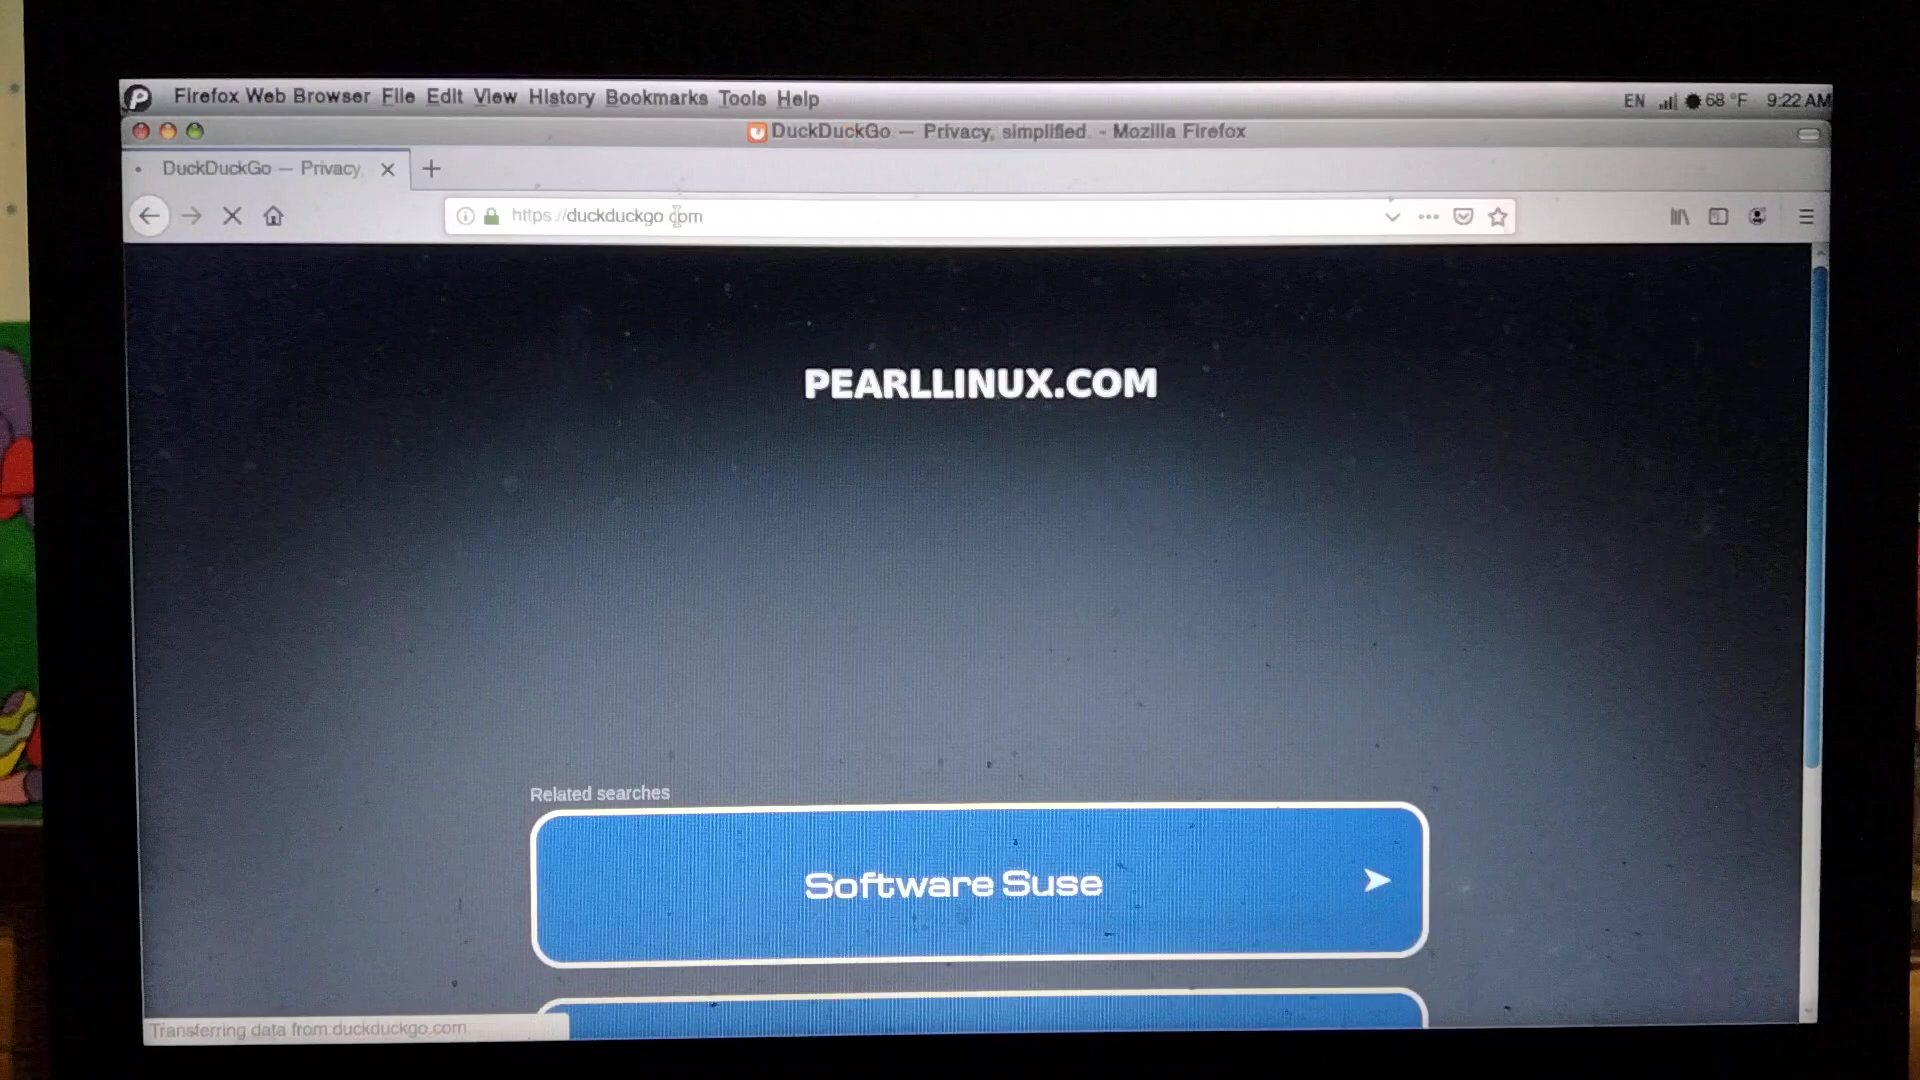 Firefox Web Browser File Edit View History Bookmarks Tools Help EN 68 °F 9:22 AM
DuckDuckGo — Privacy, simplified. - Mozilla Firefox
DuckDuckGo — Privacy,
https://duckduckgo.com
PEARLLINUX.COM
Related searches
Software Suse
Transferring data from duckduckgo.com...